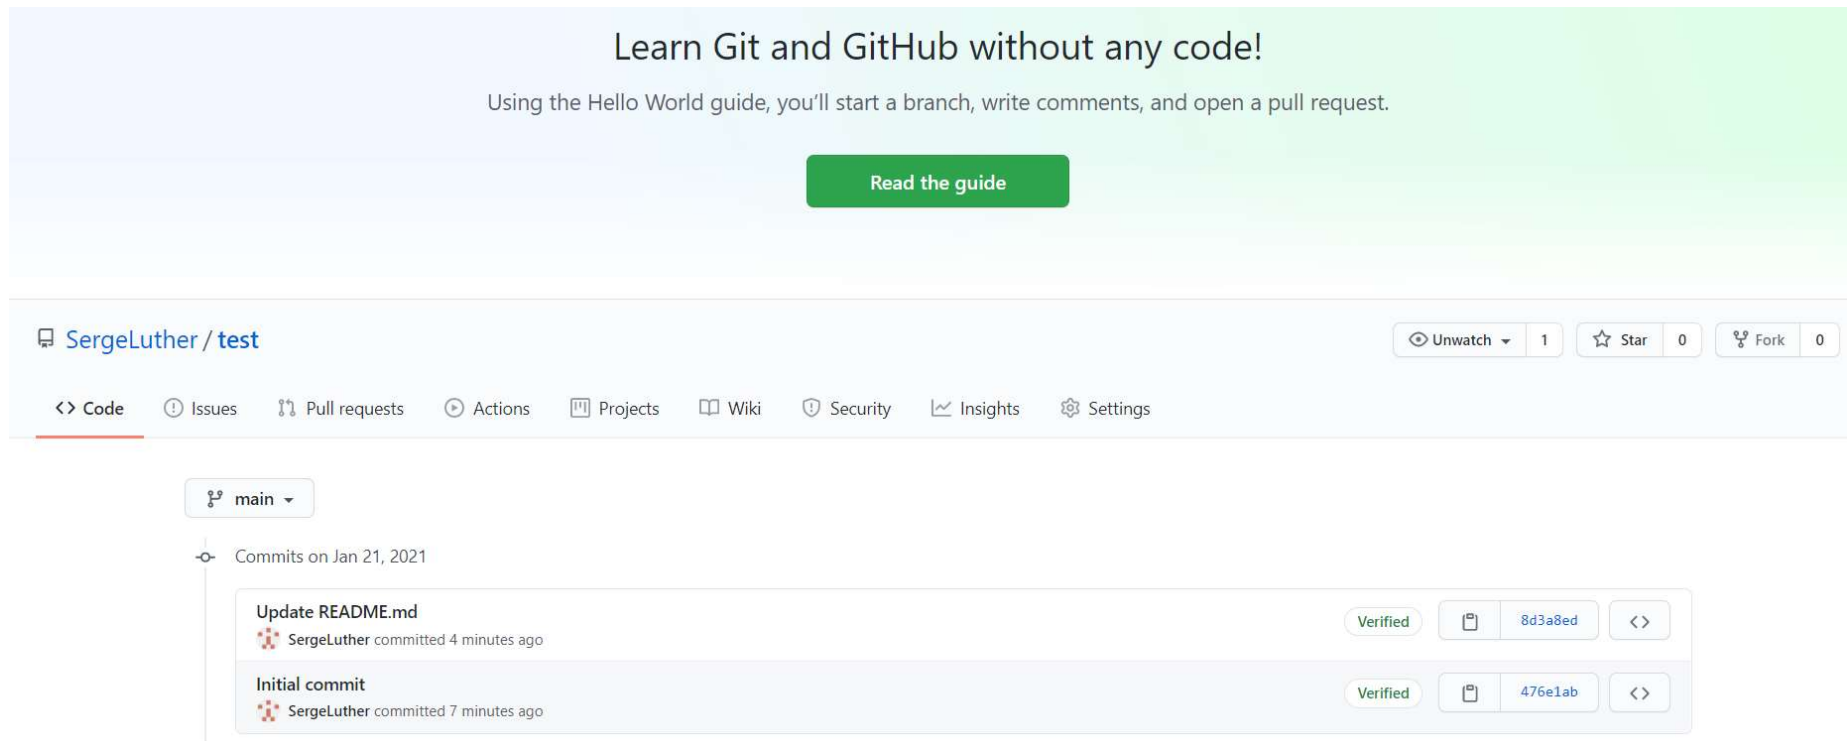 Learn Git and GitHub without any code!
Using the Hello World guide, you’ll start a branch, write comments, and open a pull request.
Read the guide
SergeLuther / test
Unwatch 1 Star 0 Fork 0
Code Issues Pull requests Actions Projects Wiki Security Insights Settings
main
Commits on Jan 21, 2021
Update README.md
Verified 8d3a8ed
SergeLuther committed 4 minutes ago
Initial commit
Verified 476e1ab
SergeLuther committed 7 minutes ago